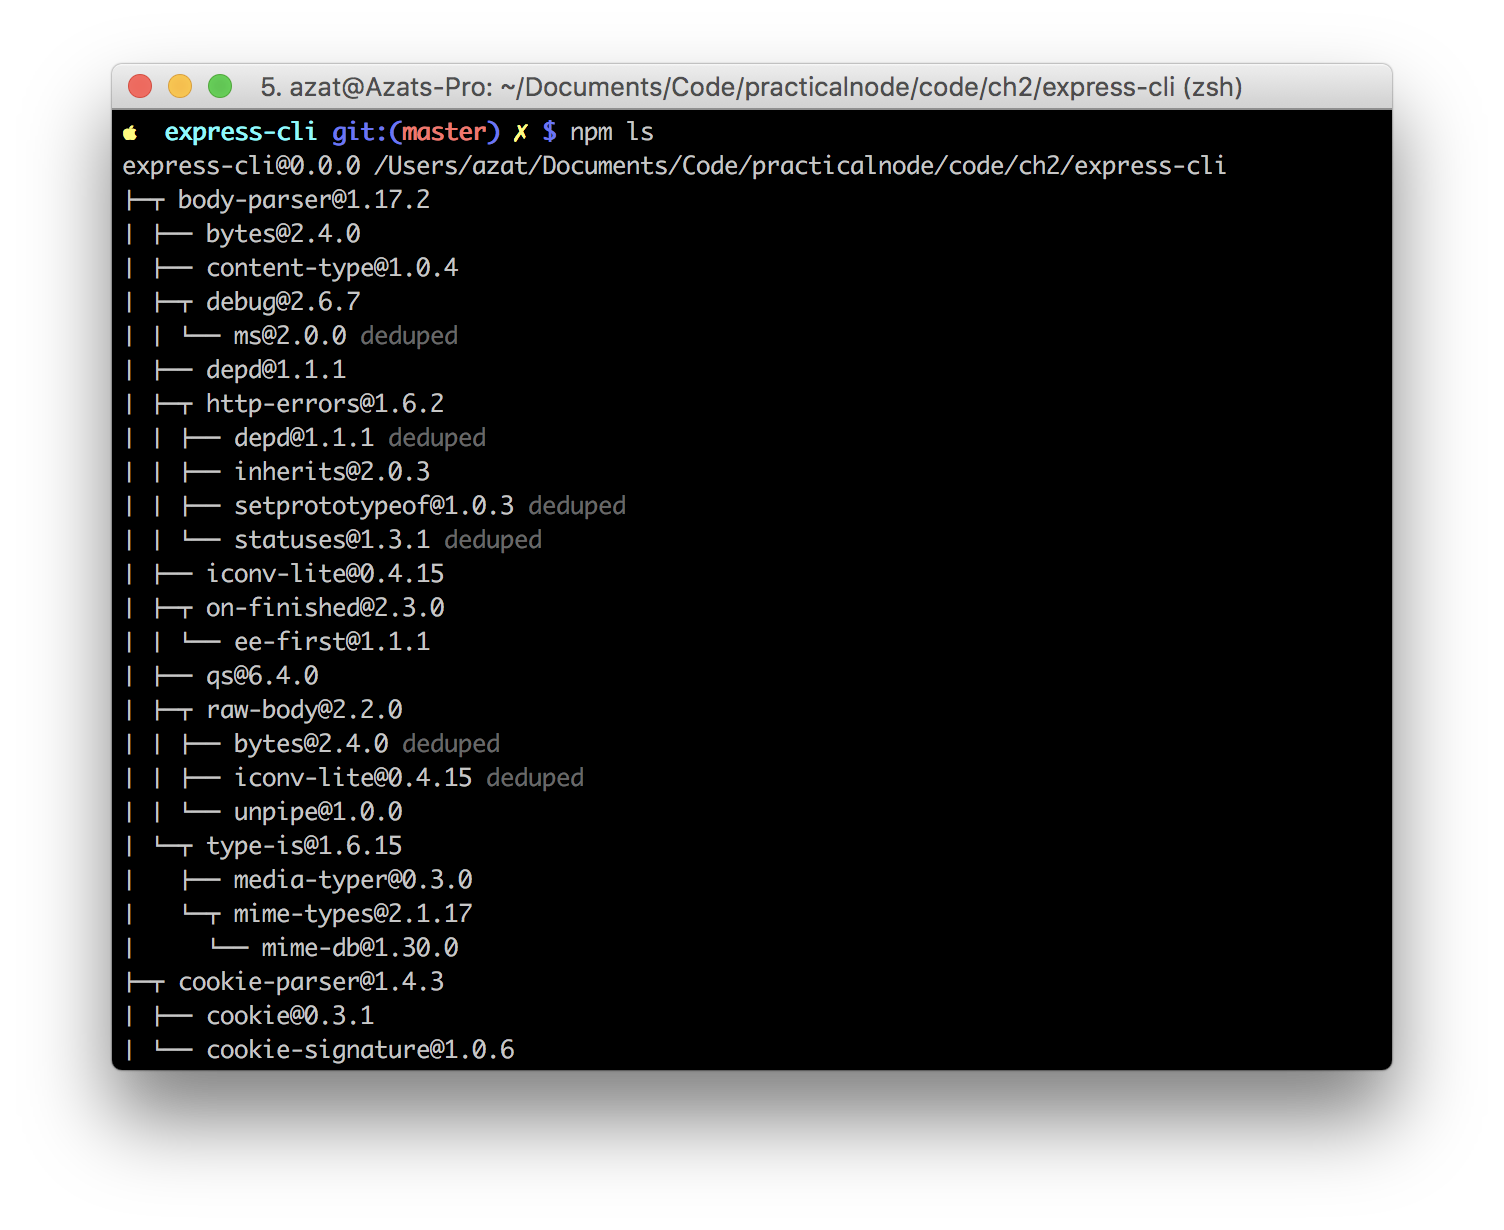 5. azat@Azats-Pro: ~/Documents/Code/practicalnode/code/ch2/express-cli (zsh)
express-cli git:(master) ✗ $ npm ls
express-cli@0.0.0 /Users/azat/Documents/Code/practicalnode/code/ch2/express-cli
├─┬ body-parser@1.17.2
│ ├── bytes@2.4.0
│ ├── content-type@1.0.4
│ ├─┬ debug@2.6.7
│ │ └── ms@2.0.0 deduped
│ ├── depd@1.1.1
│ ├─┬ http-errors@1.6.2
│ │ ├── depd@1.1.1 deduped
│ │ ├── inherits@2.0.3
│ │ ├── setprototypeof@1.0.3 deduped
│ │ └── statuses@1.3.1 deduped
│ ├── iconv-lite@0.4.15
│ ├─┬ on-finished@2.3.0
│ │ └── ee-first@1.1.1
│ ├── qs@6.4.0
│ ├─┬ raw-body@2.2.0
│ │ ├── bytes@2.4.0 deduped
│ │ ├── iconv-lite@0.4.15 deduped
│ │ └── unpipe@1.0.0
│ └─┬ type-is@1.6.15
│   ├── media-typer@0.3.0
│   └─┬ mime-types@2.1.17
│     └── mime-db@1.30.0
├─┬ cookie-parser@1.4.3
│ ├── cookie@0.3.1
│ └── cookie-signature@1.0.6